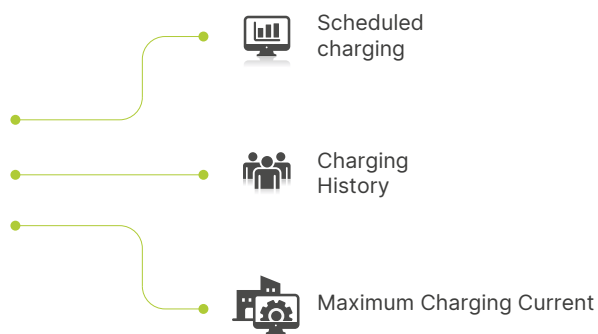 Scheduled
charging
Charging
History
Maximum Charging Current